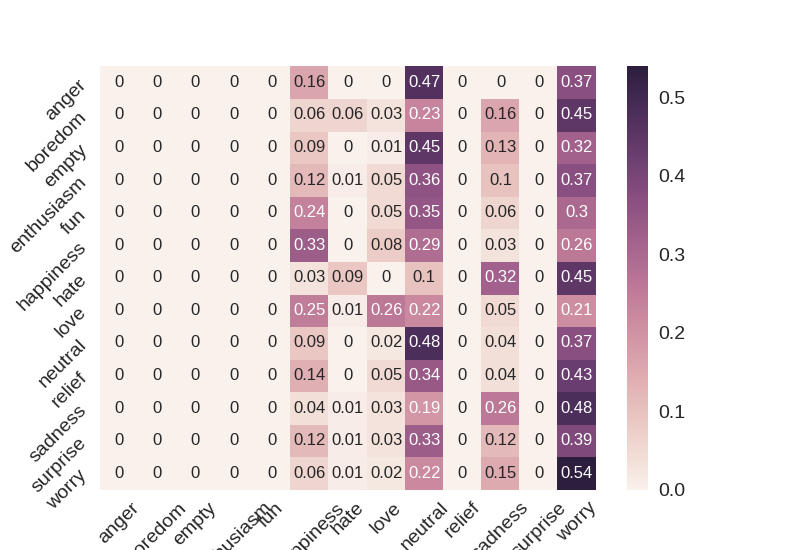 anger 0 0 0 0 0 0.16 0 0 0.47 0 0 0 0.37
boredom 0 0 0 0 0 0.06 0.06 0.03 0.23 0 0.16 0 0.45
empty 0 0 0 0 0 0.09 0 0.01 0.45 0 0.13 0 0.32
enthusiasm 0 0 0 0 0 0.12 0.01 0.05 0.36 0 0.1 0 0.37
fun 0 0 0 0 0 0.24 0 0.05 0.35 0 0.06 0 0.3
happiness 0 0 0 0 0 0.33 0 0.08 0.29 0 0.03 0 0.26
hate 0 0 0 0 0 0.03 0.09 0 0.1 0 0.32 0 0.45
love 0 0 0 0 0 0.25 0.01 0.26 0.22 0 0.05 0 0.21
neutral 0 0 0 0 0 0.09 0 0.02 0.48 0 0.04 0 0.37
relief 0 0 0 0 0 0.14 0 0.05 0.34 0 0.04 0 0.43
sadness 0 0 0 0 0 0.04 0.01 0.03 0.19 0 0.26 0 0.48
surprise 0 0 0 0 0 0.12 0.01 0.03 0.33 0 0.12 0 0.39
worry 0 0 0 0 0 0.06 0.01 0.02 0.22 0 0.15 0 0.54
anger oredom empty usiasm fun ppiness hate love neutral relief sadness surprise worry
0.5
0.4
0.3
0.2
0.1
0.0